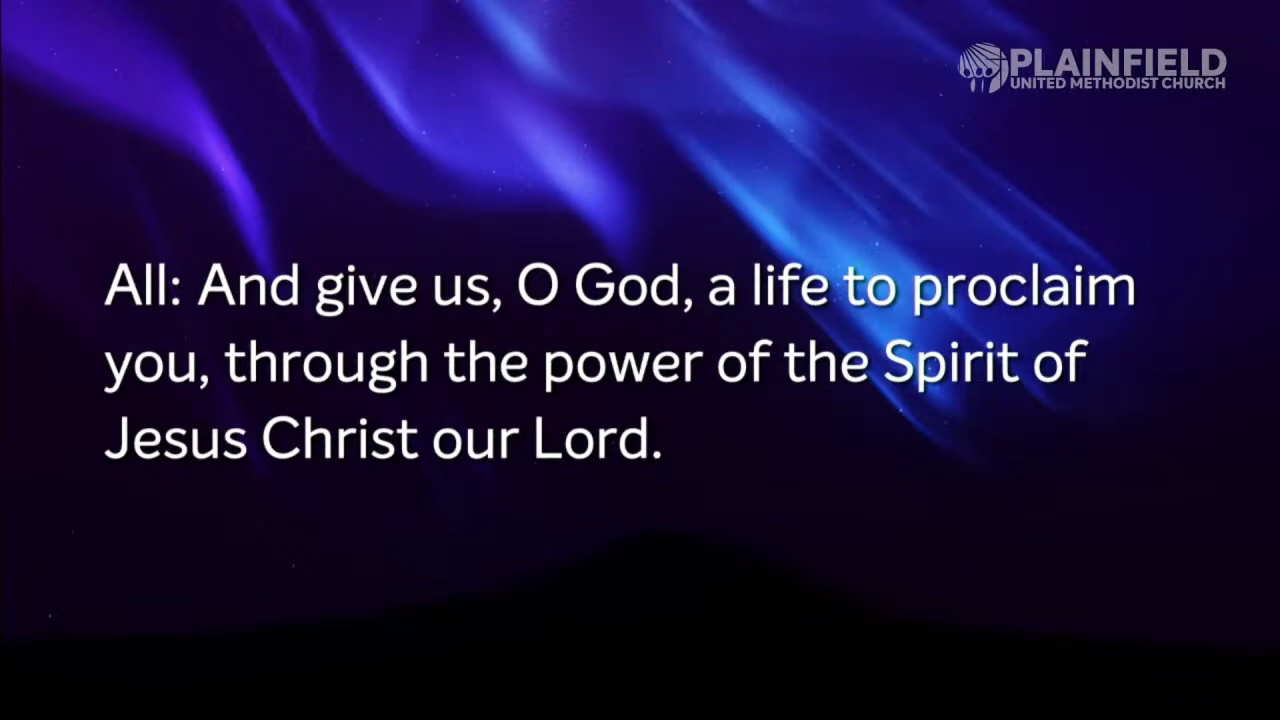 PLAINFIELD
UNITED METHODIST CHURCH
All: And give us, O God, a life to proclaim
you, through the power of the Spirit of
Jesus Christ our Lord.